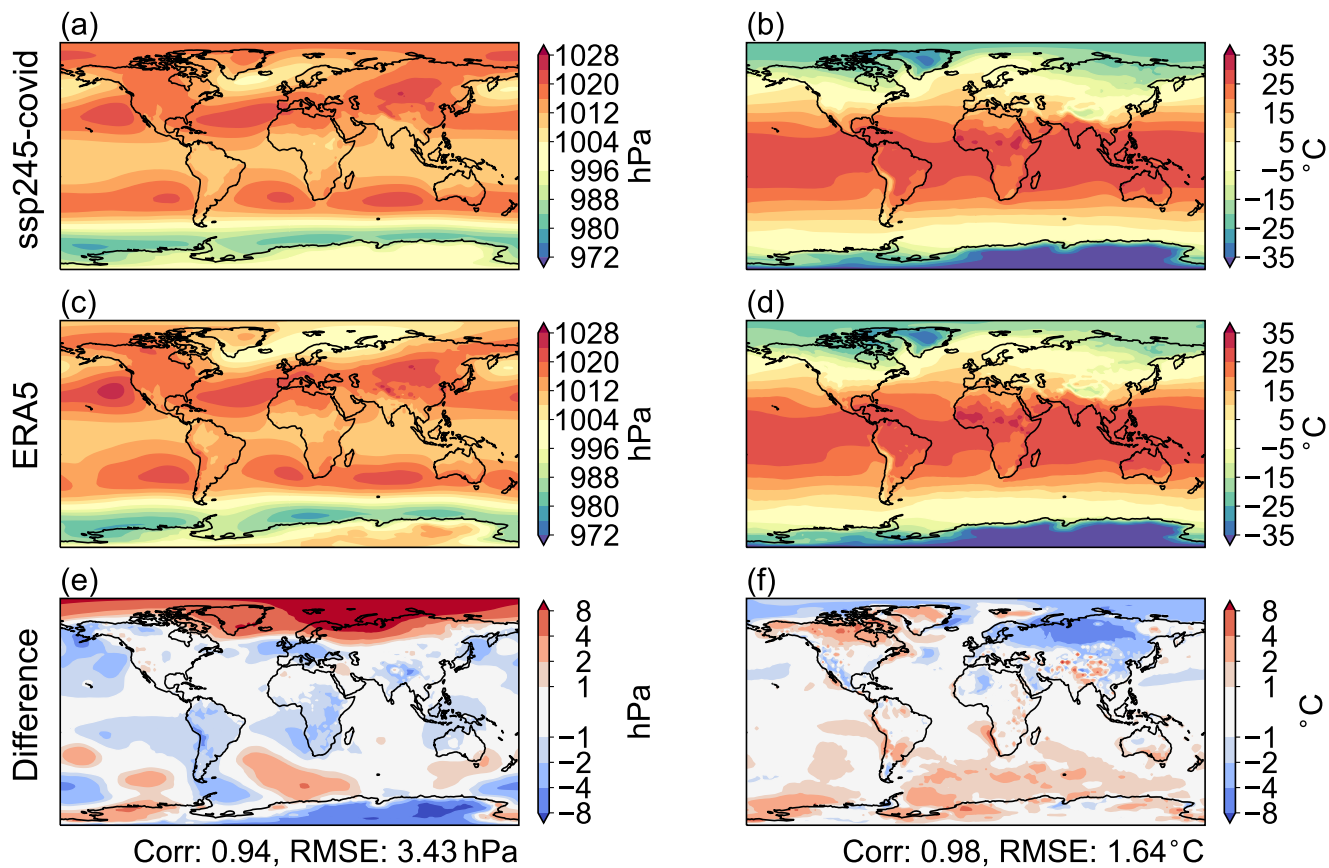 (a)
(b)
ssp245-covid
1028
1020
1012
1004
996
988
980
972
hPa
35
25
15
5
−5
−15
−25
−35
°C
(c)
(d)
ERA5
1028
1020
1012
1004
996
988
980
972
hPa
35
25
15
5
−5
−15
−25
−35
°C
(e)
(f)
Difference
8
4
2
1
−1
−2
−4
−8
hPa
8
4
2
1
−1
−2
−4
−8
°C
Corr: 0.94, RMSE: 3.43 hPa
Corr: 0.98, RMSE: 1.64 °C